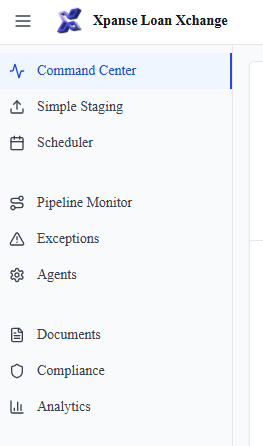 Xpanse Loan Xchange
Command Center
Simple Staging
Scheduler
Pipeline Monitor
Exceptions
Agents
Documents
Compliance
Analytics